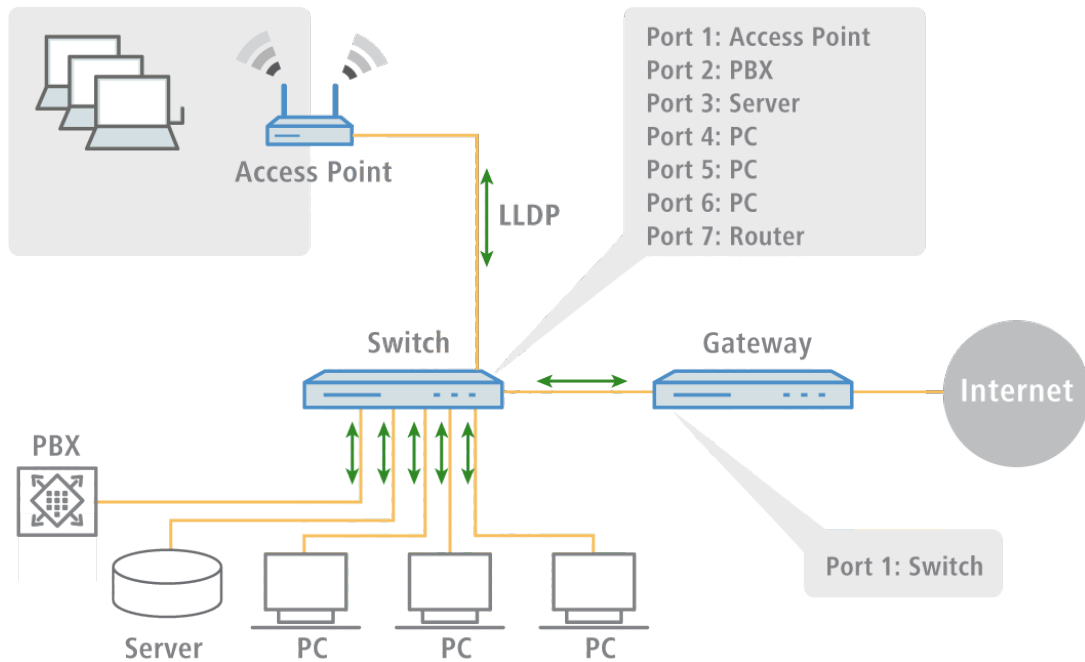 Port 1: Access Point
Port 2: PBX
Port 3: Server
Port 4: PC
Port 5: PC
Port 6: PC
Port 7: Router
Access Point
LLDP
Switch
Gateway
Internet
PBX
Port 1: Switch
Server
PC
PC
PC